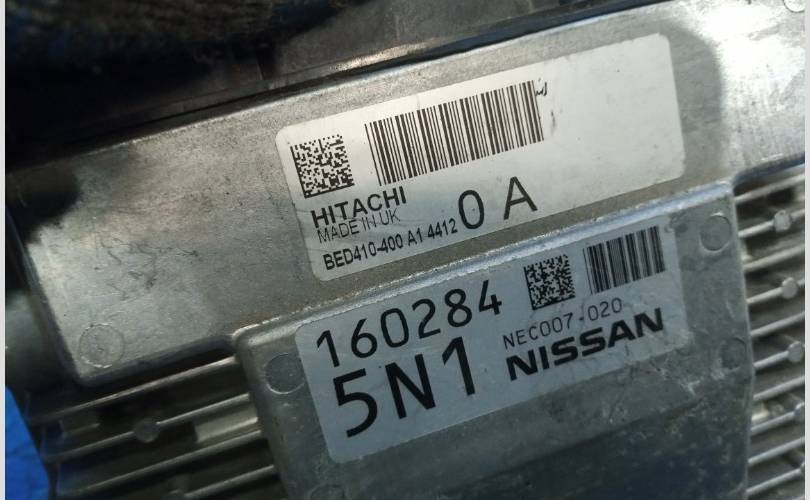 HITACHI
MADE IN UK
BED410-400 A1 4412 0 A
160284
5N1
NEC007-020
NISSAN